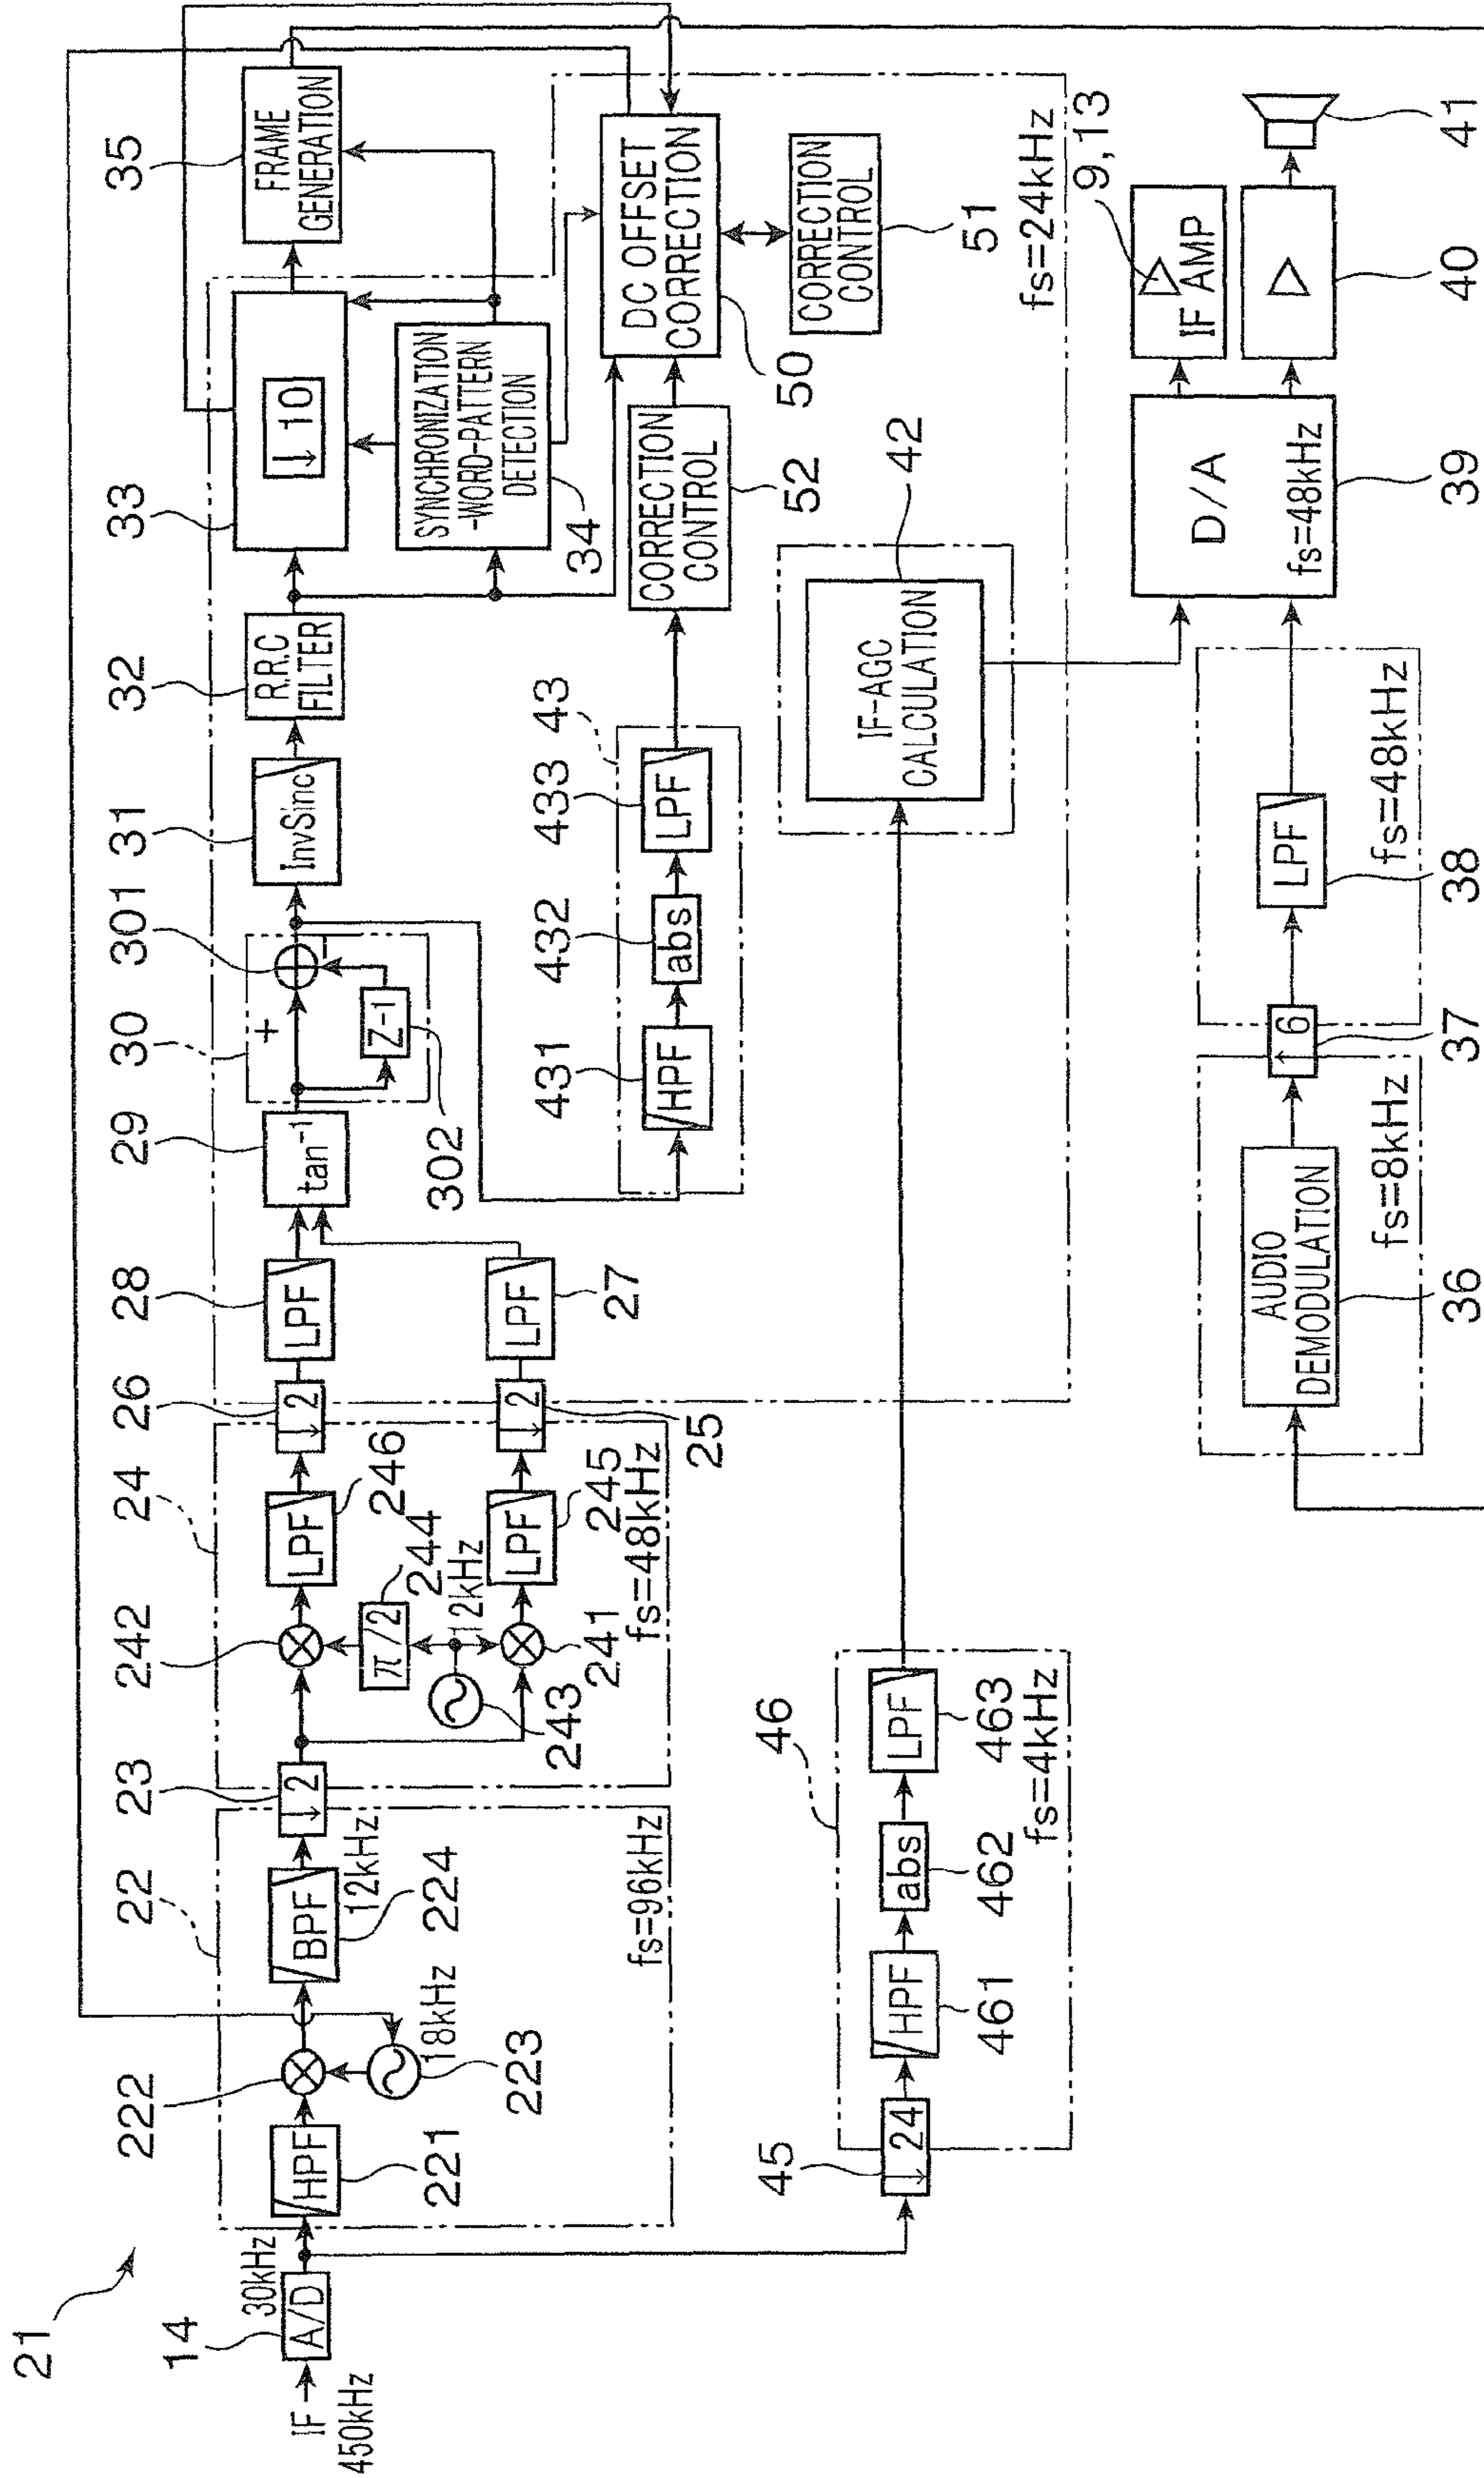 21
14
IF
450kHz
A/D
30kHz
22
222
HPF
221
18kHz
223
BPF
12kHz
224
fs=96kHz
23
↓2
24
242
π/2
244
12kHz
243
241
LPF
246
LPF
245
fs=48kHz
26
↓2
↓2
25
28
LPF
LPF
27
29
tan-1
30
+
301
−
Z-1
302
31
InvSinc
32
R.R.C
FILTER
33
↓10
SYNCHRONIZATION
-WORD-PATTERN
DETECTION
34
35
FRAME
GENERATION
43
431
HPF
432
abs
433
LPF
CORRECTION
CONTROL
52
DC OFFSET
CORRECTION
50
CORRECTION
CONTROL
51
fs=24kHz
45
↓24
46
HPF
461
abs
462
LPF
463
fs=4kHz
42
IF-AGC
CALCULATION
AUDIO
DEMODULATION
36
fs=8kHz
↑6
37
LPF
38
fs=48kHz
D/A
fs=48kHz
39
9,13
IF AMP
40
41